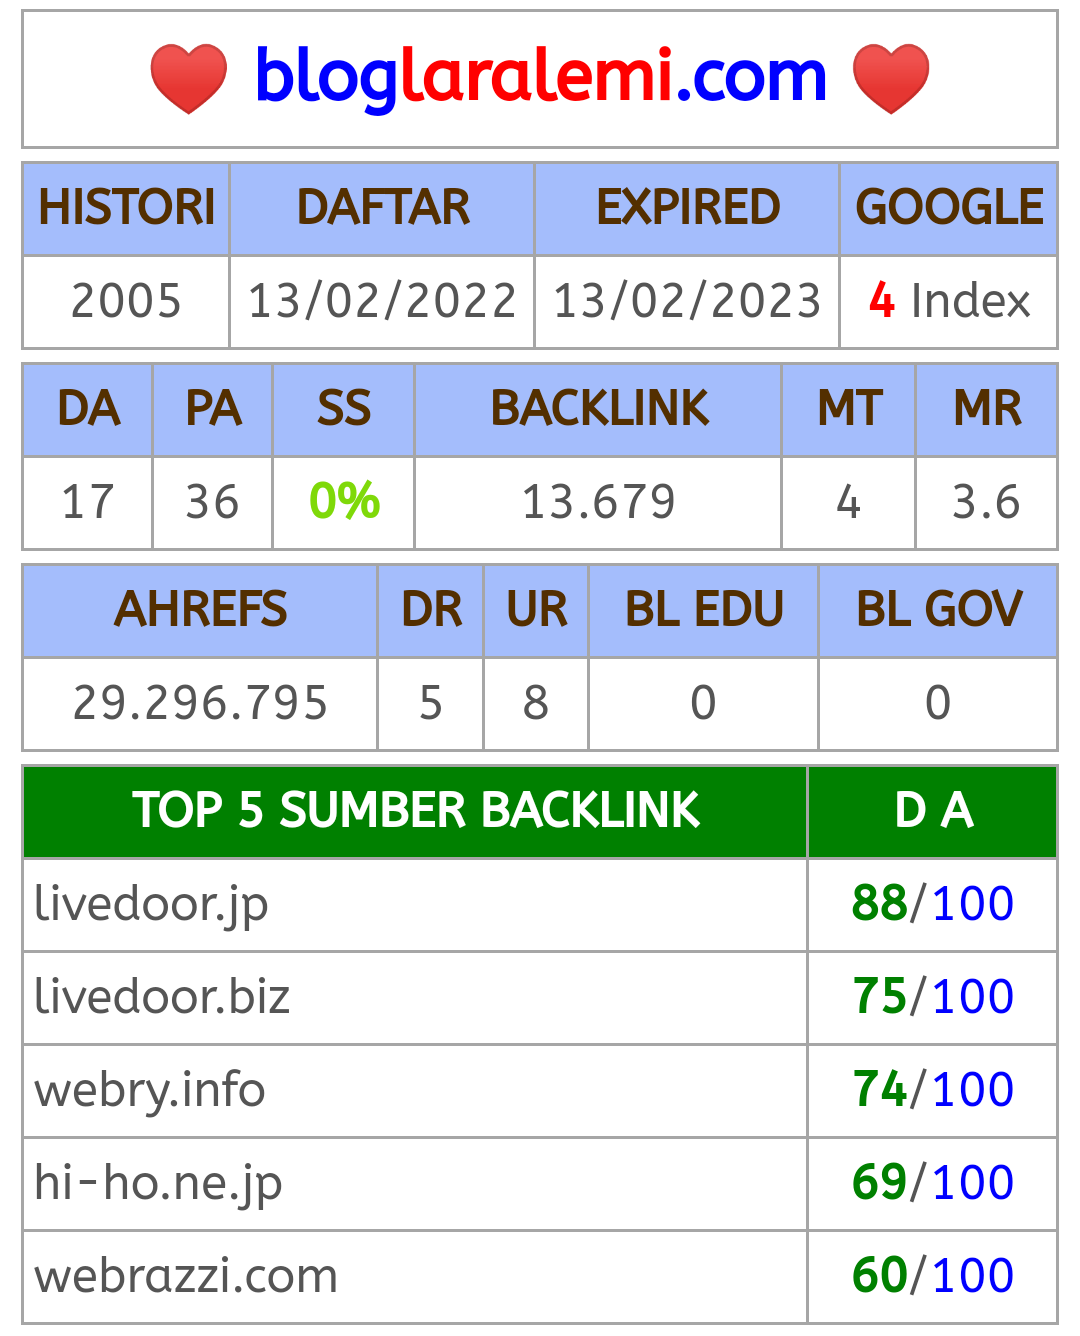 bloglaralemi.com
HISTORI DAFTAR EXPIRED GOOGLE
2005 13/02/2022 13/02/2023 4 Index
DA PA SS BACKLINK MT MR
17 36 0% 13.679 4 3.6
AHREFS DR UR BL EDU BL GOV
29.296.795 5 8 0 0
TOP 5 SUMBER BACKLINK D A
livedoor.jp 88/100
livedoor.biz 75/100
webry.info 74/100
hi-ho.ne.jp 69/100
webrazzi.com 60/100